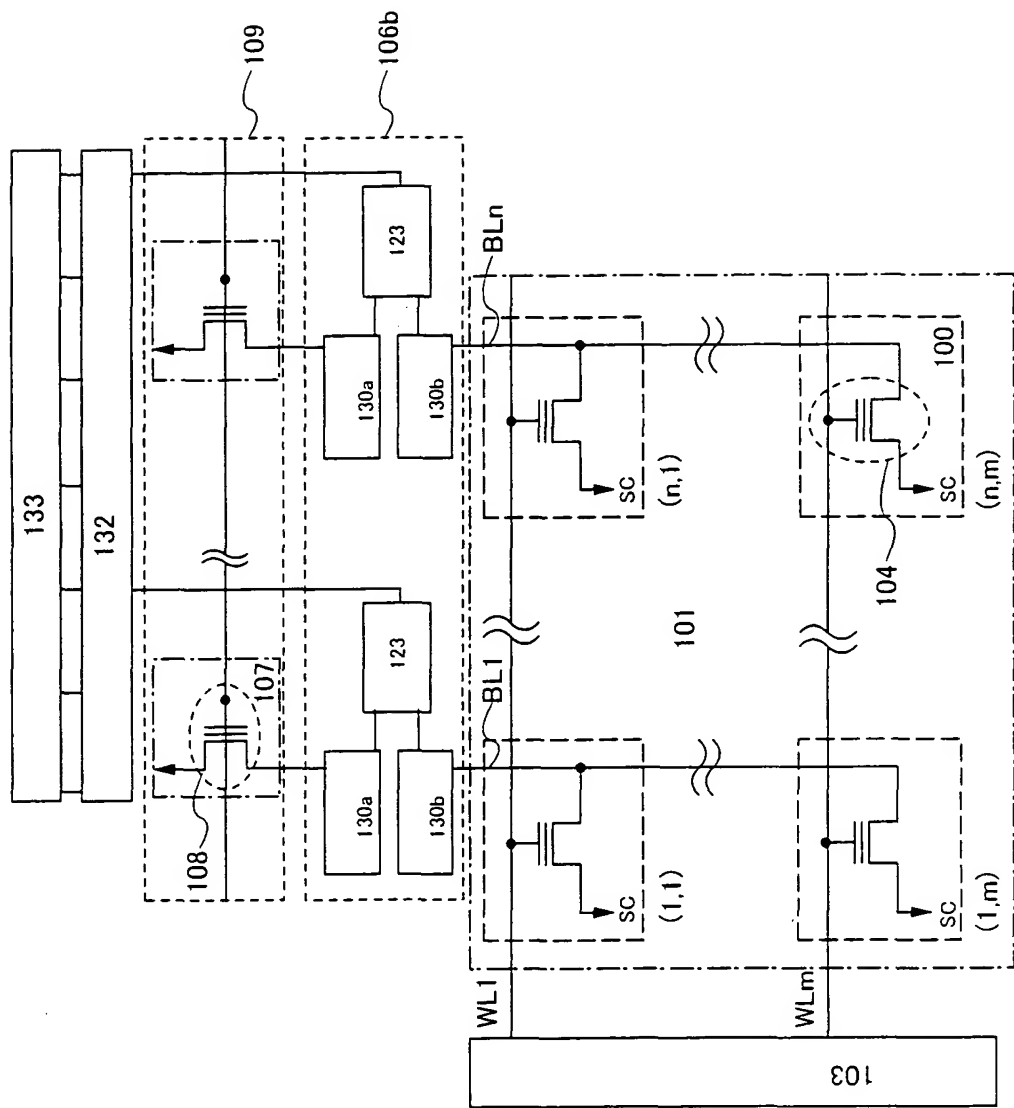 133
132
109
107
108
106b
123
123
130a
130a
130b
130b
BL1
BLn
WL1
SC
(1,1)
SC
(n,1)
101
100
104
WLm
SC
(1,m)
SC
(n,m)
103